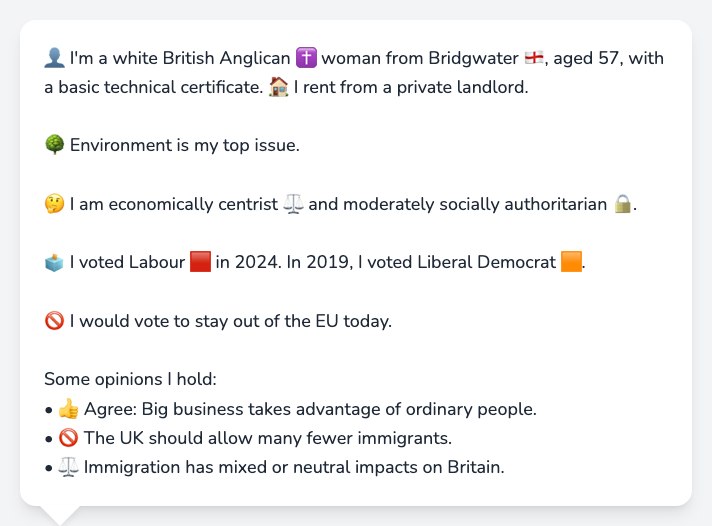 👤 I'm a white British Anglican ✝️ woman from Bridgwater 🏴󠁧󠁢󠁥󠁮󠁧󠁿, aged 57, with
a basic technical certificate. 🏠 I rent from a private landlord.
🌳 Environment is my top issue.
🤔 I am economically centrist ⚖️ and moderately socially authoritarian 🔒.
🗳️ I voted Labour 🟥 in 2024. In 2019, I voted Liberal Democrat 🟧.
🚫 I would vote to stay out of the EU today.
Some opinions I hold:
• 👍 Agree: Big business takes advantage of ordinary people.
• 🚫 The UK should allow many fewer immigrants.
• ⚖️ Immigration has mixed or neutral impacts on Britain.